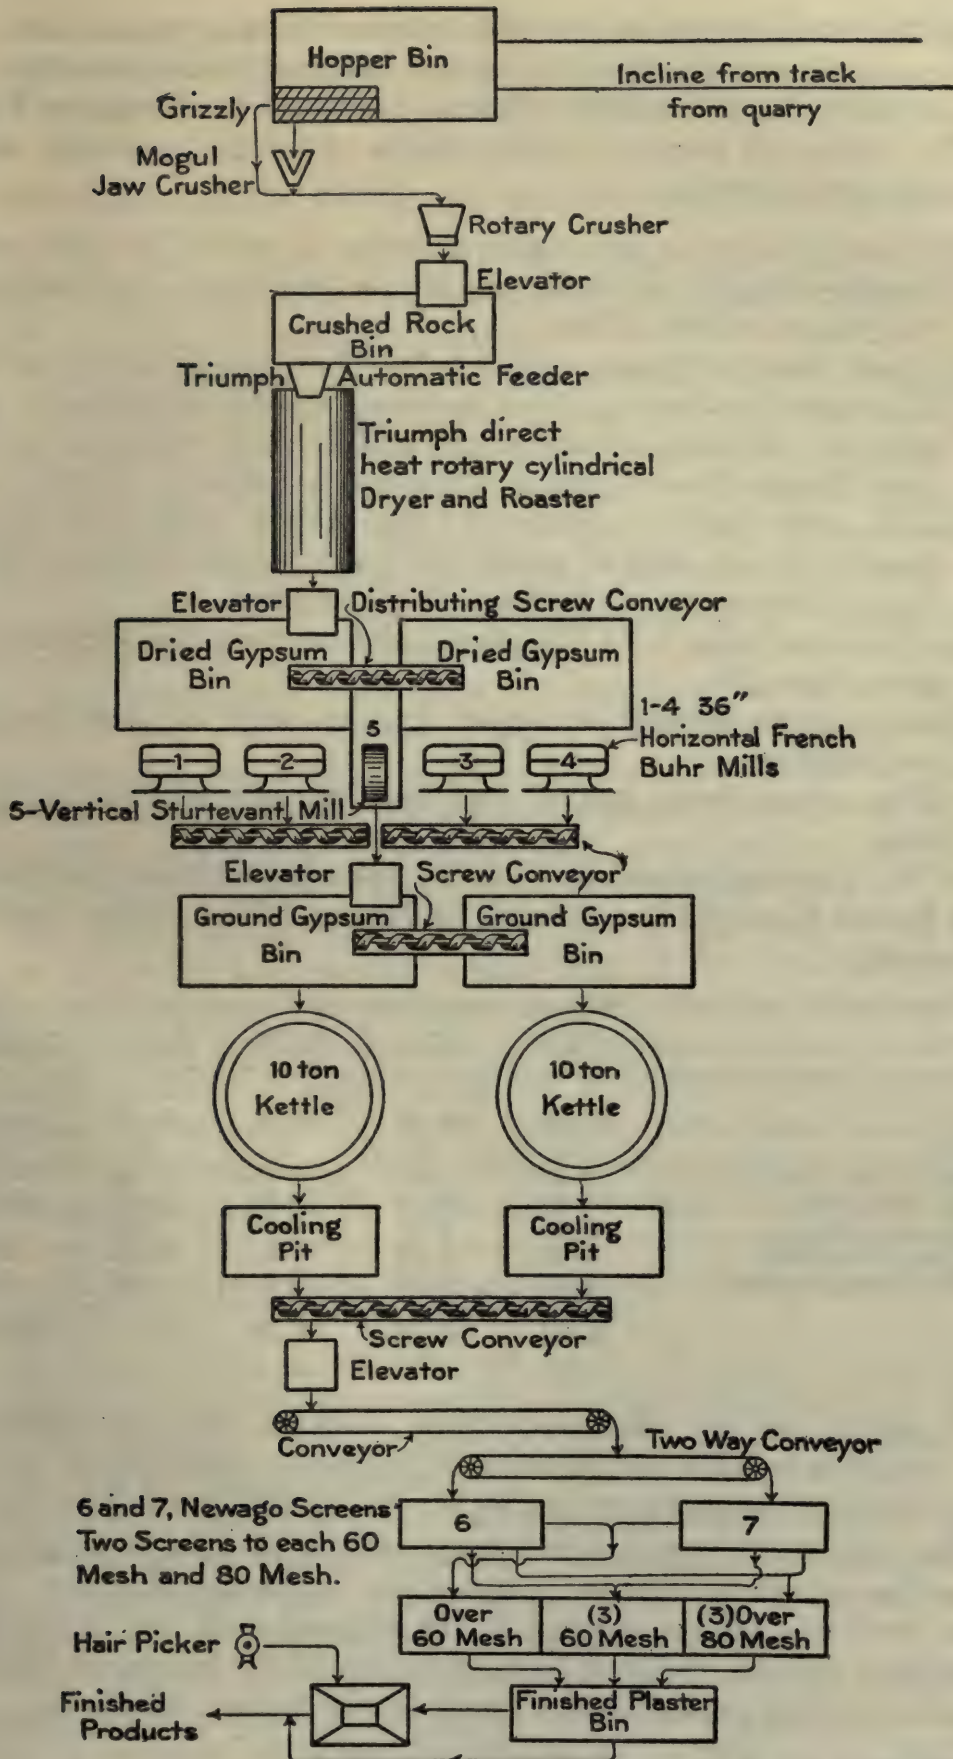 Hopper Bin
Incline from track
from quarry
Grizzly
Mogul
Jaw Crusher
Rotary Crusher
Elevator
Crushed Rock
Bin
Triumph Automatic Feeder
Triumph direct
heat rotary cylindrical
Dryer and Roaster
Elevator
Distributing Screw Conveyor
Dried Gypsum
Bin
Dried Gypsum
Bin
5
1-4 36"
Horizontal French
Buhr Mills
1
2
3
4
5-Vertical Sturtevant Mill
Elevator
Screw Conveyor
Ground Gypsum
Bin
Ground Gypsum
Bin
10 ton
Kettle
10 ton
Kettle
Cooling
Pit
Cooling
Pit
Screw Conveyor
Elevator
Conveyor
Two Way Conveyor
6 and 7, Newago Screens
Two Screens to each 60
Mesh and 80 Mesh.
6
7
Over
60 Mesh
(3)
60 Mesh
(3) Over
80 Mesh
Hair Picker
Finished
Products
Finished Plaster
Bin